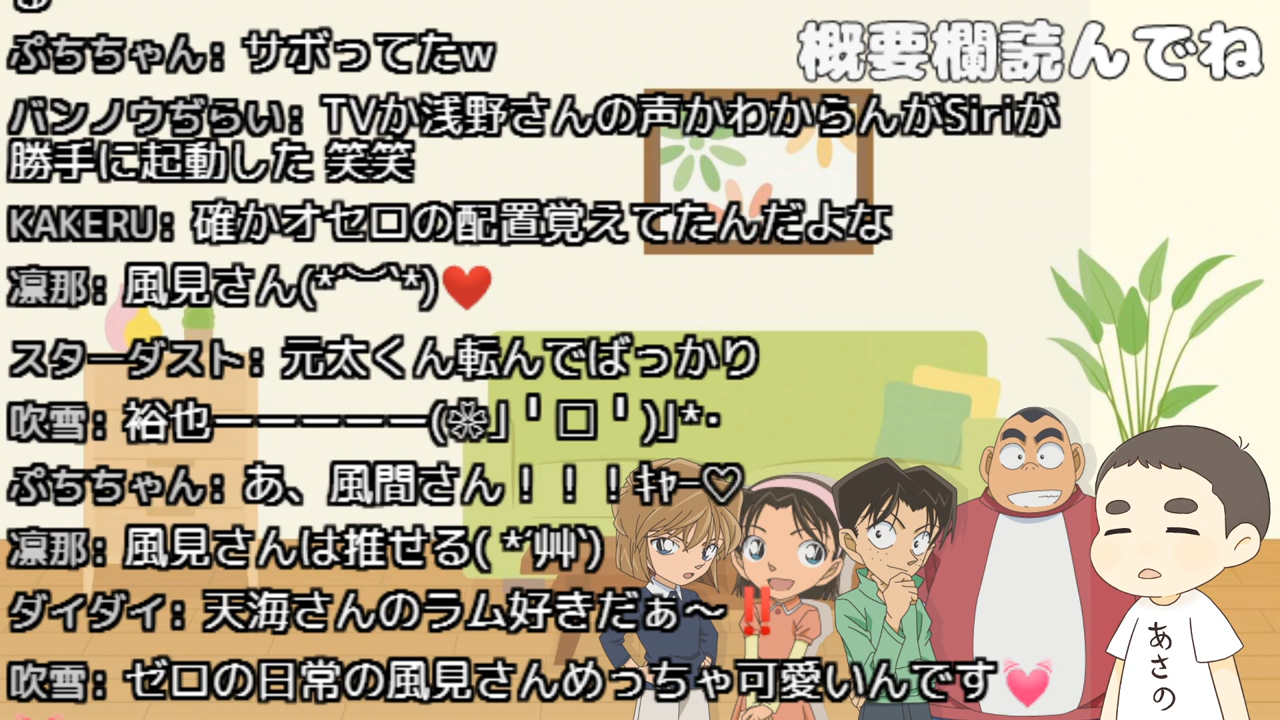 ぷちちゃん: サボってたw
概要欄読んでね
バンノウぢらい: TVか浅野さんの声かわからんがSiriが
勝手に起動した 笑笑
KAKERU: 確かオセロの配置覚えてたんだよな
凛那: 風見さん(*´︶`*)❤️
スターダスト: 元太くん転んでばっかり
吹雪: 裕也ーーーーー(❀」╹□╹)」*･
ぷちちゃん: あ、風間さん！！！ｷｬｰ♡
凛那: 風見さんは推せる( *´艸`)
ダイダイ: 天海さんのラム好きだぁ〜‼️
吹雪: ゼロの日常の風見さんめっちゃ可愛いんです💓
あさの